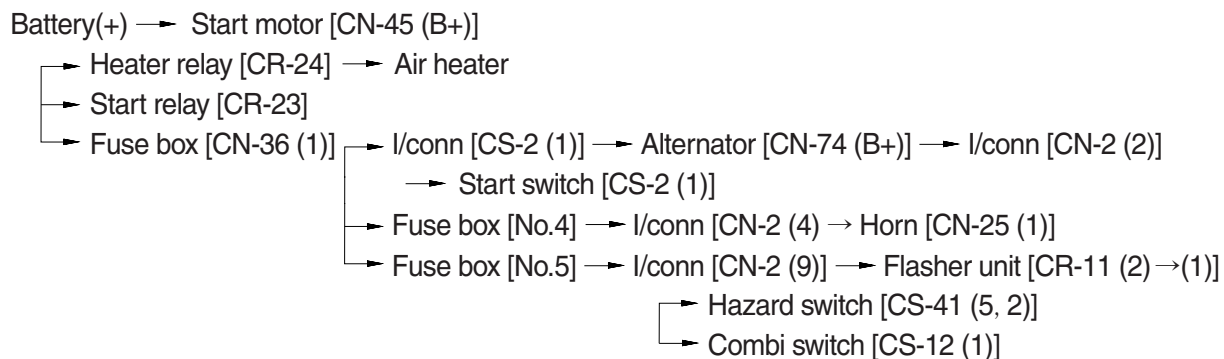 Battery(+) → Start motor [CN-45 (B+)]
Heater relay [CR-24] → Air heater
Start relay [CR-23]
Fuse box [CN-36 (1)] → I/conn [CS-2 (1)] → Alternator [CN-74 (B+)] → I/conn [CN-2 (2)]
→ Start switch [CS-2 (1)]
Fuse box [No.4] → I/conn [CN-2 (4) → Horn [CN-25 (1)]
Fuse box [No.5] → I/conn [CN-2 (9)] → Flasher unit [CR-11 (2) →(1)]
Hazard switch [CS-41 (5, 2)]
Combi switch [CS-12 (1)]